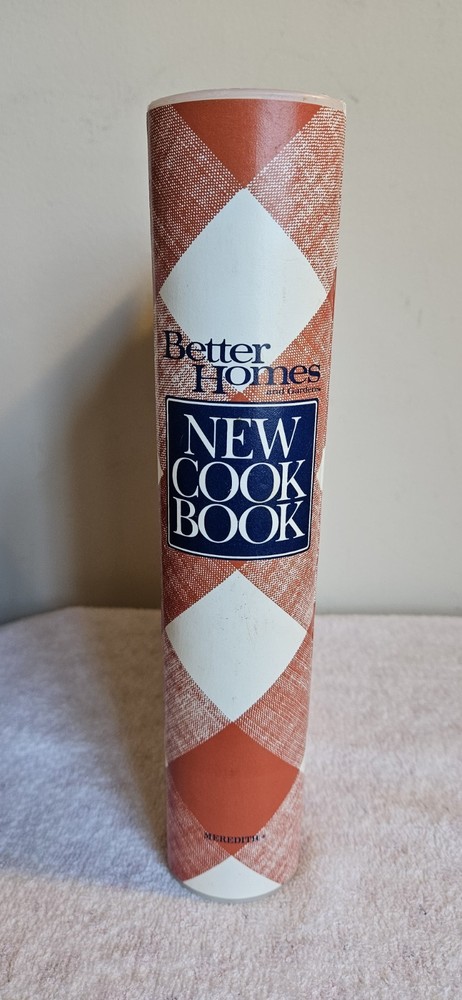 Better
Homes
and Gardens
NEW
COOK
BOOK
MEREDITH®